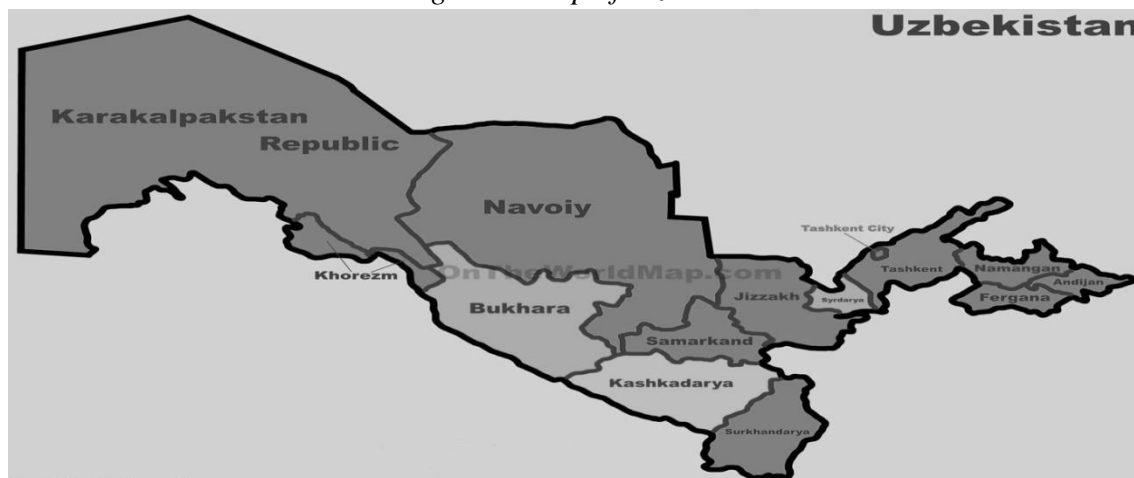 Uzbekistan
Karakalpakstan
Republic
Navoiy
Tashkent City
Khorezm
OnTheWorldMap.com
Tashkent
Namangan
Andijan
Fergana
Bukhara
Jizzakh
Syrdarya
Samarkand
Kashkadarya
Surkhandarya